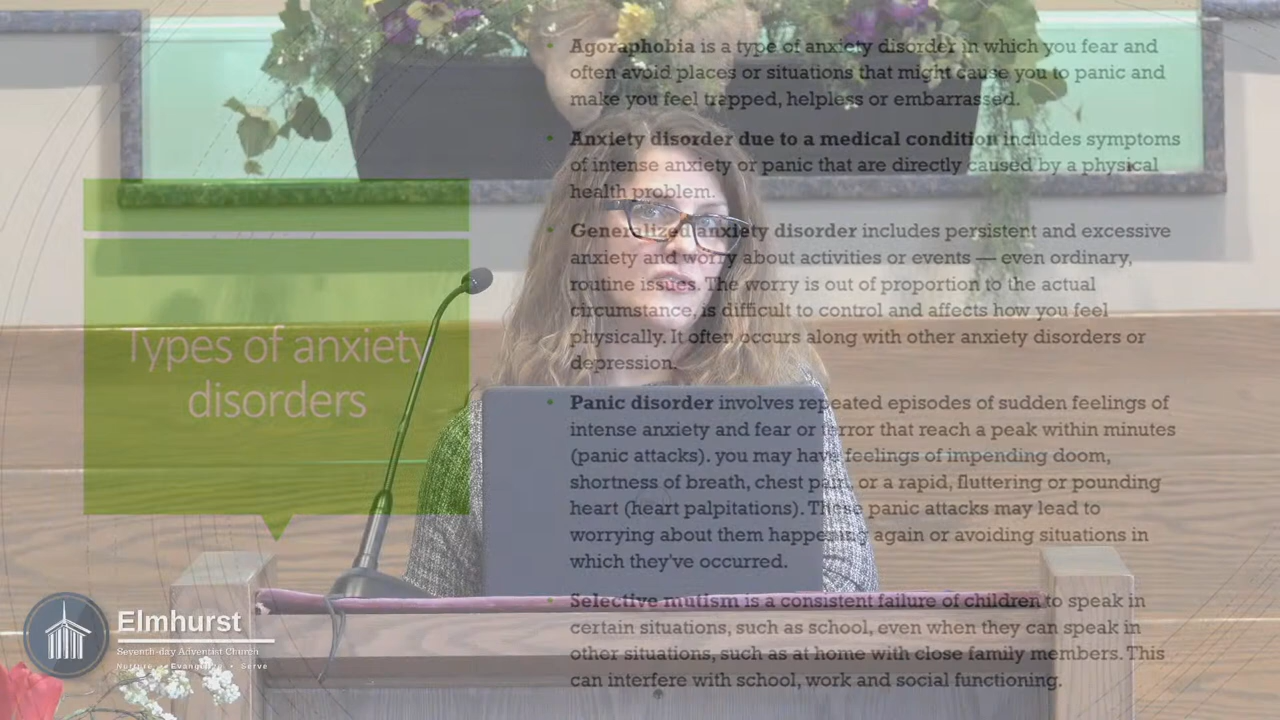 Types of anxiety
disorders
Agoraphobia is a type of anxiety disorder in which you fear and
often avoid places or situations that might cause you to panic and
make you feel trapped, helpless or embarrassed.
Anxiety disorder due to a medical condition includes symptoms
of intense anxiety or panic that are directly caused by a physical
health problem.
Generalized anxiety disorder includes persistent and excessive
anxiety and worry about activities or events — even ordinary,
routine issues. The worry is out of proportion to the actual
circumstance, is difficult to control and affects how you feel
physically. It often occurs along with other anxiety disorders or
depression.
Panic disorder involves repeated episodes of sudden feelings of
intense anxiety and fear or terror that reach a peak within minutes
(panic attacks). you may have feelings of impending doom,
shortness of breath, chest pain, or a rapid, fluttering or pounding
heart (heart palpitations). These panic attacks may lead to
worrying about them happening again or avoiding situations in
which they've occurred.
Selective mutism is a consistent failure of children to speak in
certain situations, such as school, even when they can speak in
other situations, such as at home with close family members. This
can interfere with school, work and social functioning.
Elmhurst
Seventh-day Adventist Church
Nurture • Evangelize • Serve